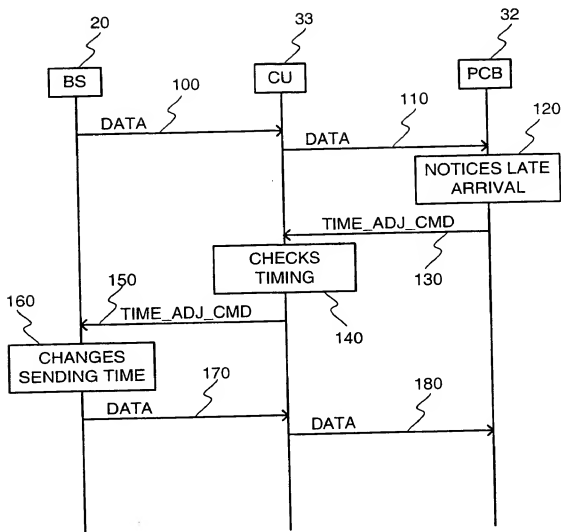 20
33
32
BS
CU
PCB
100
DATA
110
DATA
120
NOTICES LATE
ARRIVAL
TIME_ADJ_CMD
130
CHECKS
TIMING
140
150
TIME_ADJ_CMD
160
CHANGES
SENDING TIME
170
DATA
180
DATA